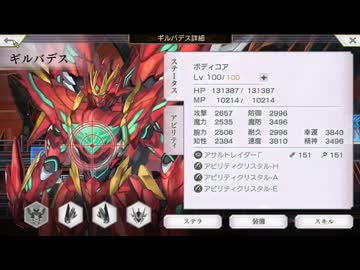 ギルバデス詳細
ギルバデス
ステータス
アビリティ
ボディコア
Lv 100/100
HP 131387 / 131387
MP 10214 / 10214
攻撃 2657 防御 2996
魔力 2535 魔防 3496
腕力 2506 耐久 2996 幸運 3840
知性 2384 速度 3810 精神 3496
アサルトレイダーΓ 151 151
アビリティクリスタル-H
アビリティクリスタル-A
アビリティクリスタル-E
ステラ 装備 スキル